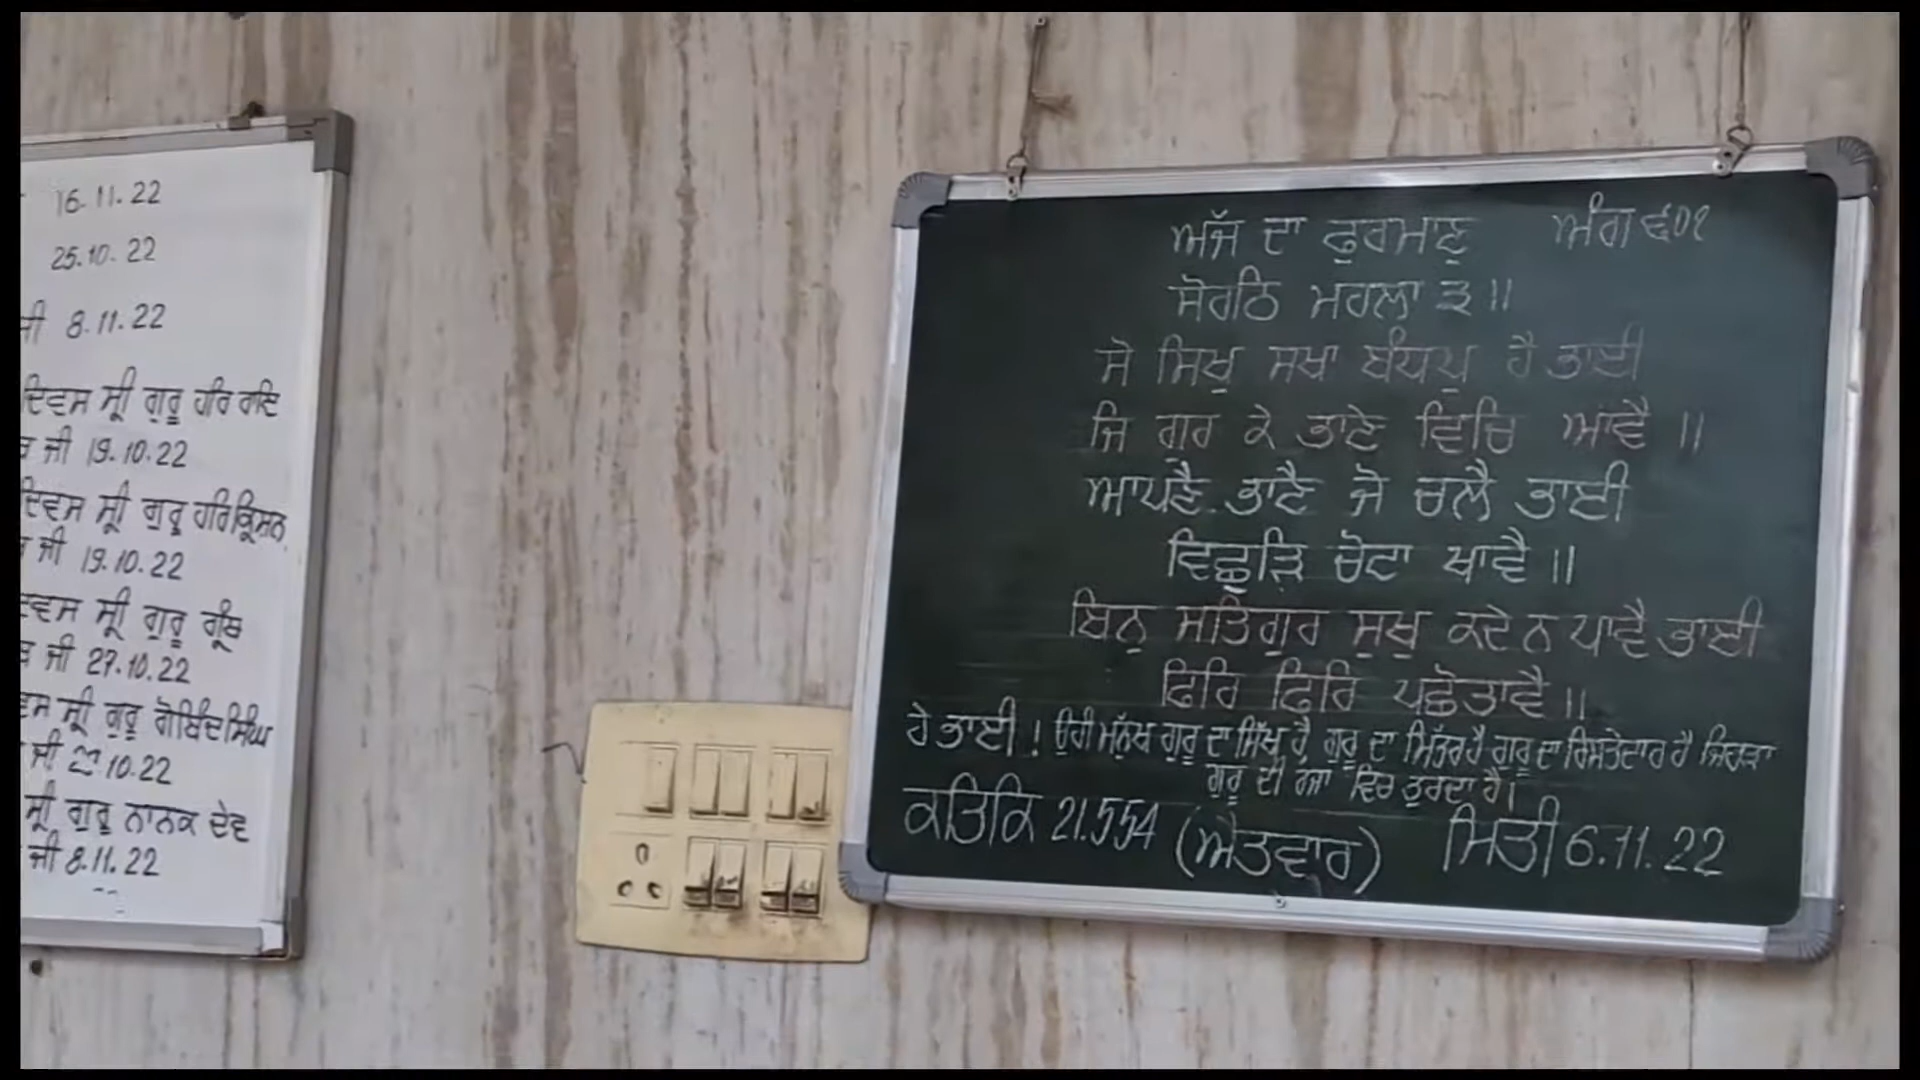 16.11.22
25.10.22
ਜੀ 8.11.22
ਦਿਵਸ ਸ੍ਰੀ ਗੁਰੂ ਹਰਿ ਰਾਇ
ਜੀ 19.10.22
ਦਿਵਸ ਸ੍ਰੀ ਗੁਰੂ ਹਰਿਕ੍ਰਿਸ਼ਨ
ਜੀ 19.10.22
ਸ੍ਰੀ ਗੁਰੂ ਗ੍ਰੰਥ
ਜੀ 27.10.22
ਸ੍ਰੀ ਗੁਰੂ ਗੋਬਿੰਦ ਸਿੰਘ
ਜੀ 10.22
ਸ੍ਰੀ ਗੁਰੂ ਨਾਨਕ ਦੇਵ
ਜੀ 8.11.22
ਅੱਜ ਦਾ ਫੁਰਮਾਣੁ ਅੰਗ ੬੦੧
ਸੋਰਠਿ ਮਹਲਾ ੩ ॥
ਸੋ ਸਿਖੁ ਸਖਾ ਬੰਧਪੁ ਹੈ ਭਾਈ
ਜਿ ਗੁਰ ਕੇ ਭਾਣੇ ਵਿਚਿ ਆਵੈ ॥
ਆਪਣੈ ਭਾਣੈ ਜੋ ਚਲੈ ਭਾਈ
ਵਿਛੁੜਿ ਚੋਟਾ ਖਾਵੈ ॥
ਬਿਨੁ ਸਤਿਗੁਰ ਸੁਖੁ ਕਦੇ ਨ ਪਾਵੈ ਭਾਈ
ਫਿਰਿ ਫਿਰਿ ਪਛੋਤਾਵੈ ॥
ਹੇ ਭਾਈ ! ਉਹੀ ਮਨੁੱਖ ਗੁਰੂ ਦਾ ਸਿੱਖ ਹੈ, ਗੁਰੂ ਦਾ ਮਿੱਤਰ ਹੈ ਗੁਰੂ ਦਾ ਰਿਸ਼ਤੇਦਾਰ ਹੈ ਜਿਹੜਾ
ਗੁਰੂ ਦੀ ਰਜਾ ਵਿਚ ਤੁਰਦਾ ਹੈ।
ਕਤਿਕਿ 21.554 (ਐਤਵਾਰ) ਮਿਤੀ 6.11.22